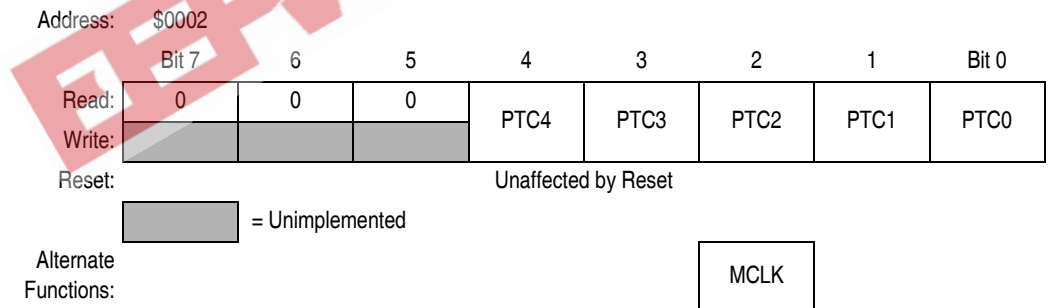 Address: $0002
Bit 7 6 5 4 3 2 1 Bit 0
Read: 0 0 0 PTC4 PTC3 PTC2 PTC1 PTC0
Write:
Reset: Unaffected by Reset
= Unimplemented
Alternate
Functions: MCLK